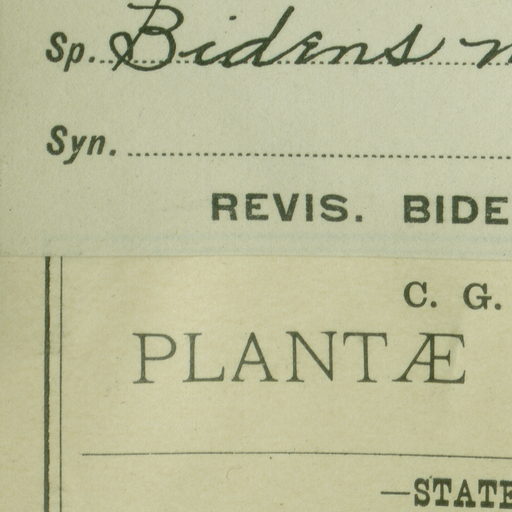 Sp. Bidens
Syn.
REVIS. BIDE
C. G.
PLANTÆ
—STATE